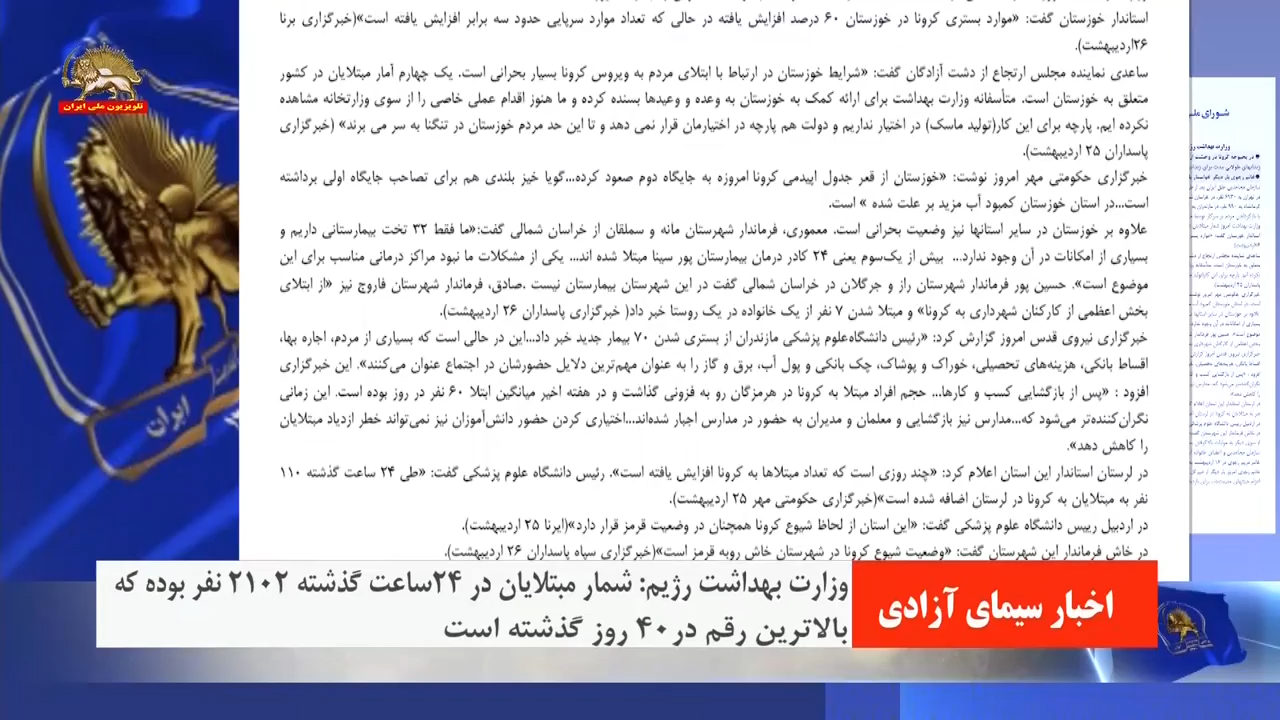 استاندار خوزستان گفت: «موارد بستری کرونا در خوزستان ۶۰ درصد افزایش یافته در حالی که تعداد موارد سرپایی حدود سه برابر افزایش یافته است»(خبرگزاری برنا
۲۶اردیبهشت).
ساعدی نماینده مجلس ارتجاع از دشت آزادگان گفت: «شرایط خوزستان در ارتباط با ابتلای مردم به ویروس کرونا بسیار بحرانی است. یک چهارم آمار مبتلایان در کشور
متعلق به خوزستان است. متأسفانه وزارت بهداشت برای ارائه کمک به خوزستان به وعده و وعیدها بسنده کرده و ما هنوز اقدام عملی خاصی را از سوی وزارتخانه مشاهده
نکرده ایم. پارچه برای این کار(تولید ماسک) در اختیار نداریم و دولت هم پارچه در اختیارمان قرار نمی دهد و تا این حد مردم خوزستان در تنگنا به سر می برند» (خبرگزاری
پاسداران ۲۵ اردیبهشت).
خبرگزاری حکومتی مهر امروز نوشت: «خوزستان از قعر جدول اپیدمی کرونا امروزه به جایگاه دوم صعود کرده...گویا خیز بلندی هم برای تصاحب جایگاه اولی برداشته
است...در استان خوزستان کمبود آب مزید بر علت شده » است.
علاوه بر خوزستان در سایر استانها نیز وضعیت بحرانی است. معموری، فرماندار شهرستان مانه و سملقان از خراسان شمالی گفت:«ما فقط ۳۲ تخت بیمارستانی داریم و
بسیاری از امکانات در آن وجود ندارد... بیش از یک‌سوم یعنی ۲۴ کادر درمان بیمارستان پور سینا مبتلا شده اند... یکی از مشکلات ما نبود مراکز درمانی مناسب برای این
موضوع است». حسین پور فرماندار شهرستان راز و جرگلان در خراسان شمالی گفت در این شهرستان بیمارستان نیست .صادق، فرماندار شهرستان فاروج نیز «از ابتلای
بخش اعظمی از کارکنان شهرداری به کرونا» و مبتلا شدن ۷ نفر از یک خانواده در یک روستا خبر داد( خبرگزاری پاسداران ۲۶ اردیبهشت).
خبرگزاری نیروی قدس امروز گزارش کرد: «رئیس دانشگاه‌علوم پزشکی مازندران از بستری شدن ۷۰ بیمار جدید خبر داد...این در حالی است که بسیاری از مردم، اجاره بها،
اقساط بانکی، هزینه‌های تحصیلی، خوراک و پوشاک، چک بانکی و پول آب، برق و گاز را به عنوان مهم‌ترین دلایل حضورشان در اجتماع عنوان می‌کنند». این خبرگزاری
افزود : «پس از بازگشایی کسب و کارها... حجم افراد مبتلا به کرونا در هرمزگان رو به فزونی گذاشت و در هفته اخیر میانگین ابتلا ۶۰ نفر در روز بوده است. این زمانی
نگران‌کننده‌تر می‌شود که...مدارس نیز بازگشایی و معلمان و مدیران به حضور در مدارس اجبار شده‌اند...اختیاری کردن حضور دانش‌آموزان نیز نمی‌تواند خطر ازدیاد مبتلایان
را کاهش دهد».
در لرستان استاندار این استان اعلام کرد: «چند روزی است که تعداد مبتلاها به کرونا افزایش یافته است». رئیس دانشگاه علوم پزشکی گفت: «طی ۲۴ ساعت گذشته ۱۱۰
نفر به مبتلایان به کرونا در لرستان اضافه شده است»(خبرگزاری حکومتی مهر ۲۵ اردیبهشت).
در اردبیل رییس دانشگاه علوم پزشکی گفت: «این استان از لحاظ شیوع کرونا همچنان در وضعیت قرمز قرار دارد»(ایرنا ۲۵ اردیبهشت).
در خاش فرماندار این شهرستان گفت: «وضعیت شیوع کرونا در شهرستان خاش روبه قرمز است»(خبرگزاری سپاه پاسداران ۲۶ اردیبهشت).
تلویزیون ملی ایران
ایران
اخبار سیمای آزادی
وزارت بهداشت رژیم: شمار مبتلایان در ۲۴ساعت گذشته ۲۱۰۲ نفر بوده که
بالاترین رقم در۴۰ روز گذشته است